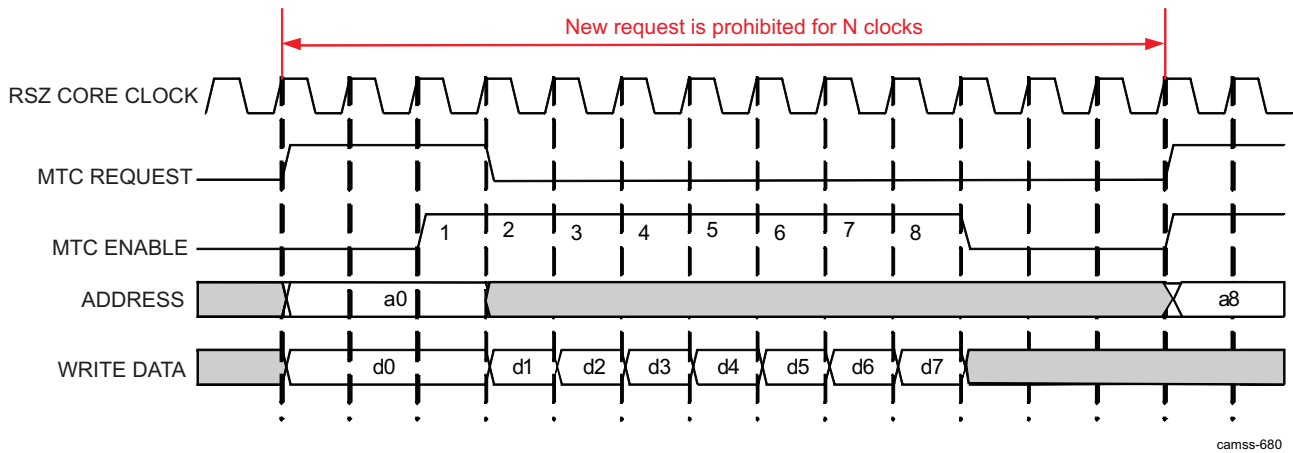 New request is prohibited for N clocks
RSZ CORE CLOCK
MTC REQUEST
MTC ENABLE 1 2 3 4 5 6 7 8
ADDRESS a0 a8
WRITE DATA d0 d1 d2 d3 d4 d5 d6 d7
camss-680